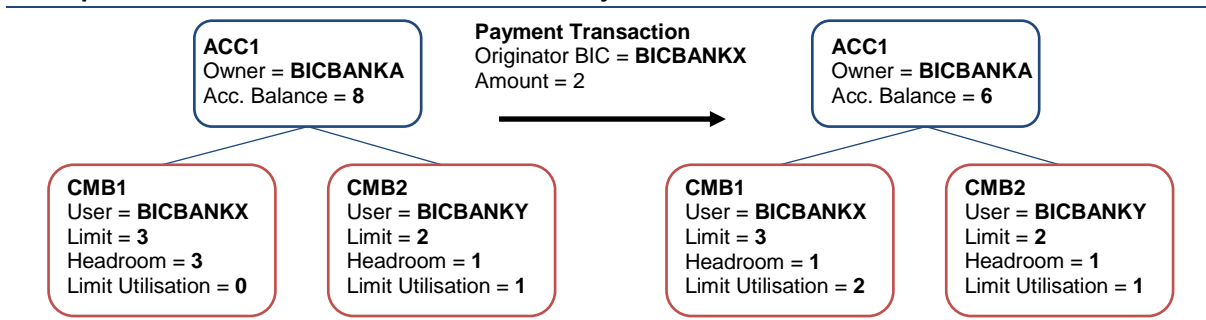 ACC1
Owner = BICBANKA
Acc. Balance = 8
Payment Transaction
Originator BIC = BICBANKX
Amount = 2
ACC1
Owner = BICBANKA
Acc. Balance = 6
CMB1
User = BICBANKX
Limit = 3
Headroom = 3
Limit Utilisation = 0
CMB2
User = BICBANKY
Limit = 2
Headroom = 1
Limit Utilisation = 1
CMB1
User = BICBANKX
Limit = 3
Headroom = 1
Limit Utilisation = 2
CMB2
User = BICBANKY
Limit = 2
Headroom = 1
Limit Utilisation = 1